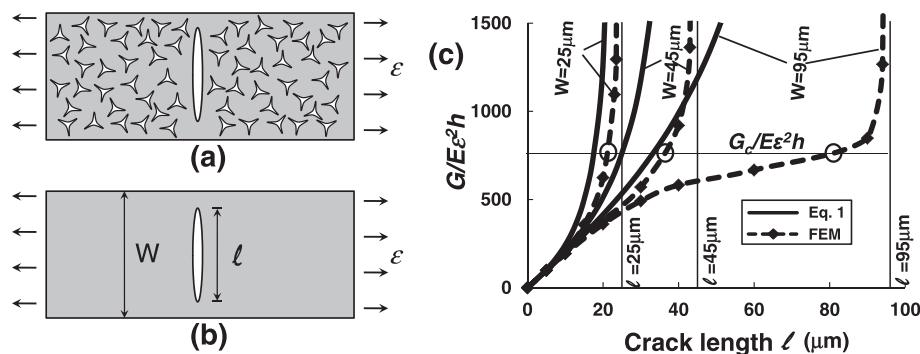 ε
(a)
W
ℓ
ε
(b)
(c)
G/Eε²h
1500
1000
500
0
W=25μm
W=45μm
W=95μm
G_c/Eε²h
Eq. 1
FEM
ℓ=25μm
ℓ=45μm
ℓ=95μm
0 20 40 60 80 100
Crack length ℓ (μm)